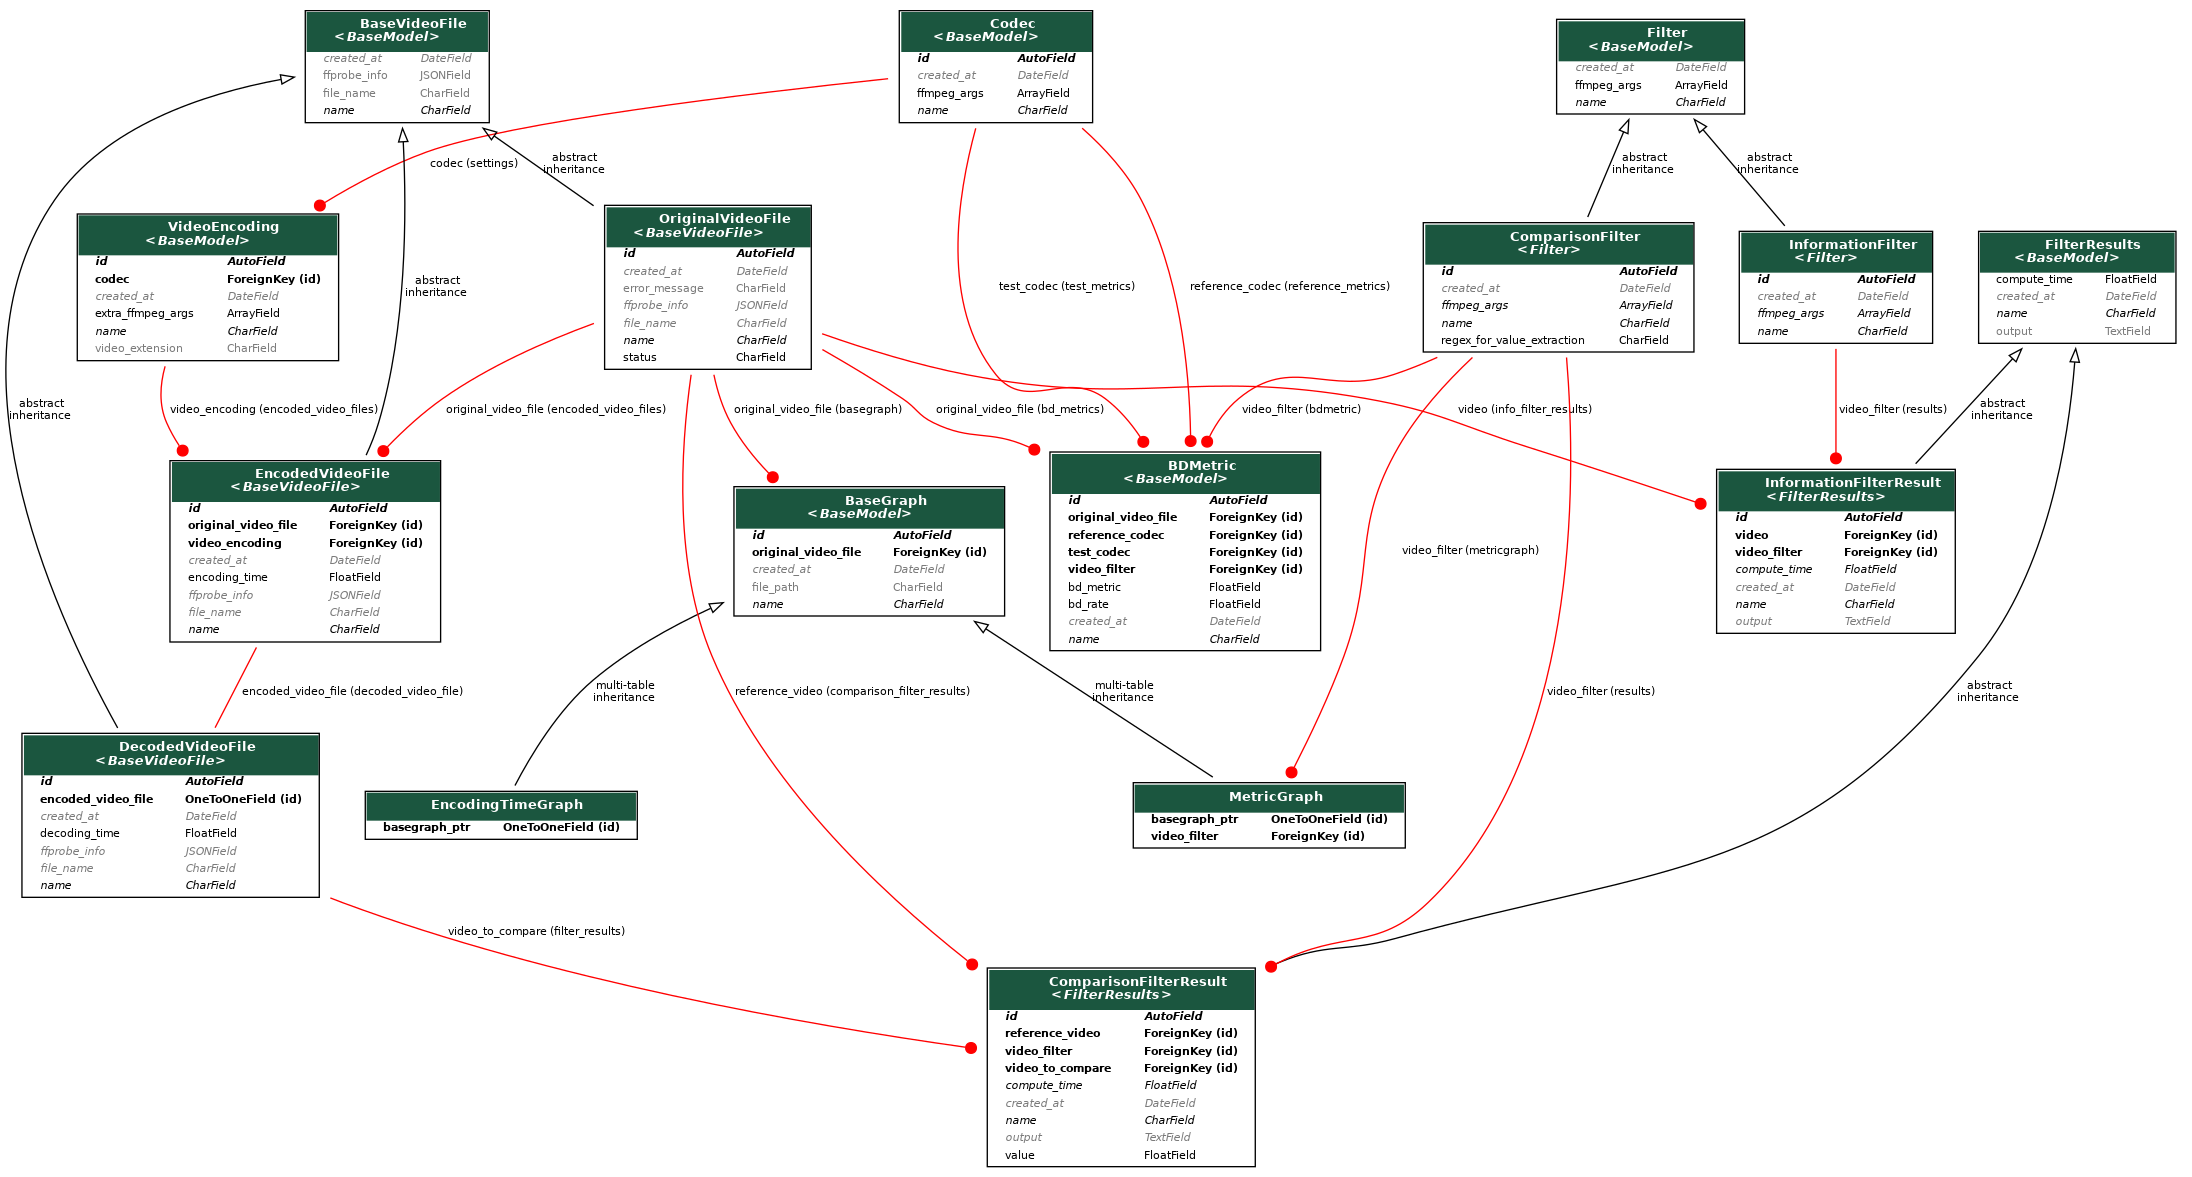 BaseVideoFile
<BaseModel>
created_at DateField
ffprobe_info JSONField
file_name CharField
name CharField
Codec
<BaseModel>
id AutoField
created_at DateField
ffmpeg_args ArrayField
name CharField
Filter
<BaseModel>
created_at DateField
ffmpeg_args ArrayField
name CharField
codec (settings)
abstract
inheritance
abstract
inheritance
abstract
inheritance
VideoEncoding
<BaseModel>
id AutoField
codec ForeignKey (id)
created_at DateField
extra_ffmpeg_args ArrayField
name CharField
video_extension CharField
abstract
inheritance
OriginalVideoFile
<BaseVideoFile>
id AutoField
created_at DateField
error_message CharField
ffprobe_info JSONField
file_name CharField
name CharField
status CharField
test_codec (test_metrics)
reference_codec (reference_metrics)
ComparisonFilter
<Filter>
id AutoField
created_at DateField
ffmpeg_args ArrayField
name CharField
regex_for_value_extraction CharField
InformationFilter
<Filter>
id AutoField
created_at DateField
ffmpeg_args ArrayField
name CharField
FilterResults
<BaseModel>
compute_time FloatField
created_at DateField
name CharField
output TextField
abstract
inheritance
video_encoding (encoded_video_files)
original_video_file (encoded_video_files)
original_video_file (basegraph)
original_video_file (bd_metrics)
video_filter (bdmetric)
video (info_filter_results)
video_filter (results)
abstract
inheritance
EncodedVideoFile
<BaseVideoFile>
id AutoField
original_video_file ForeignKey (id)
video_encoding ForeignKey (id)
created_at DateField
encoding_time FloatField
ffprobe_info JSONField
file_name CharField
name CharField
BaseGraph
<BaseModel>
id AutoField
original_video_file ForeignKey (id)
created_at DateField
file_path CharField
name CharField
BDMetric
<BaseModel>
id AutoField
original_video_file ForeignKey (id)
reference_codec ForeignKey (id)
test_codec ForeignKey (id)
video_filter ForeignKey (id)
bd_metric FloatField
bd_rate FloatField
created_at DateField
name CharField
video_filter (metricgraph)
InformationFilterResult
<FilterResults>
id AutoField
video ForeignKey (id)
video_filter ForeignKey (id)
compute_time FloatField
created_at DateField
name CharField
output TextField
encoded_video_file (decoded_video_file)
multi-table
inheritance
reference_video (comparison_filter_results)
multi-table
inheritance
video_filter (results)
abstract
inheritance
DecodedVideoFile
<BaseVideoFile>
id AutoField
encoded_video_file OneToOneField (id)
created_at DateField
decoding_time FloatField
ffprobe_info JSONField
file_name CharField
name CharField
EncodingTimeGraph
basegraph_ptr OneToOneField (id)
MetricGraph
basegraph_ptr OneToOneField (id)
video_filter ForeignKey (id)
video_to_compare (filter_results)
ComparisonFilterResult
<FilterResults>
id AutoField
reference_video ForeignKey (id)
video_filter ForeignKey (id)
video_to_compare ForeignKey (id)
compute_time FloatField
created_at DateField
name CharField
output TextField
value FloatField